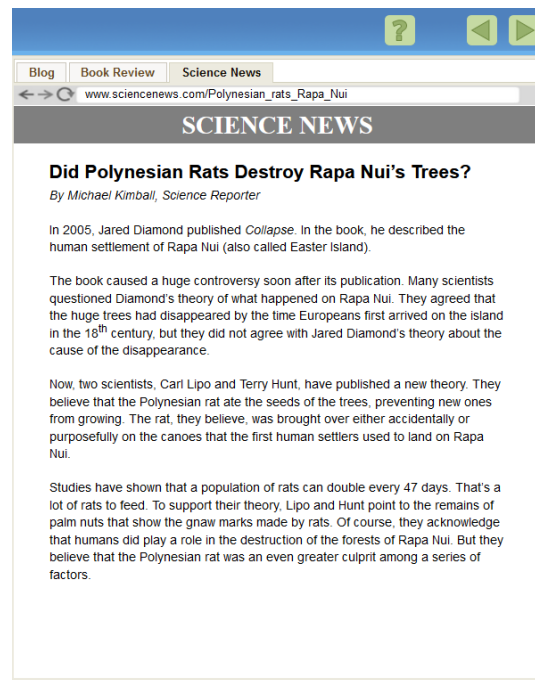 ?
Blog Book Review Science News
www.sciencenews.com/Polynesian_rats_Rapa_Nui
SCIENCE NEWS
Did Polynesian Rats Destroy Rapa Nui's Trees?
By Michael Kimball, Science Reporter
In 2005, Jared Diamond published Collapse. In the book, he described the
human settlement of Rapa Nui (also called Easter Island).
The book caused a huge controversy soon after its publication. Many scientists
questioned Diamond's theory of what happened on Rapa Nui. They agreed that
the huge trees had disappeared by the time Europeans first arrived on the island
in the 18th century, but they did not agree with Jared Diamond's theory about the
cause of the disappearance.
Now, two scientists, Carl Lipo and Terry Hunt, have published a new theory. They
believe that the Polynesian rat ate the seeds of the trees, preventing new ones
from growing. The rat, they believe, was brought over either accidentally or
purposefully on the canoes that the first human settlers used to land on Rapa
Nui.
Studies have shown that a population of rats can double every 47 days. That's a
lot of rats to feed. To support their theory, Lipo and Hunt point to the remains of
palm nuts that show the gnaw marks made by rats. Of course, they acknowledge
that humans did play a role in the destruction of the forests of Rapa Nui. But they
believe that the Polynesian rat was an even greater culprit among a series of
factors.